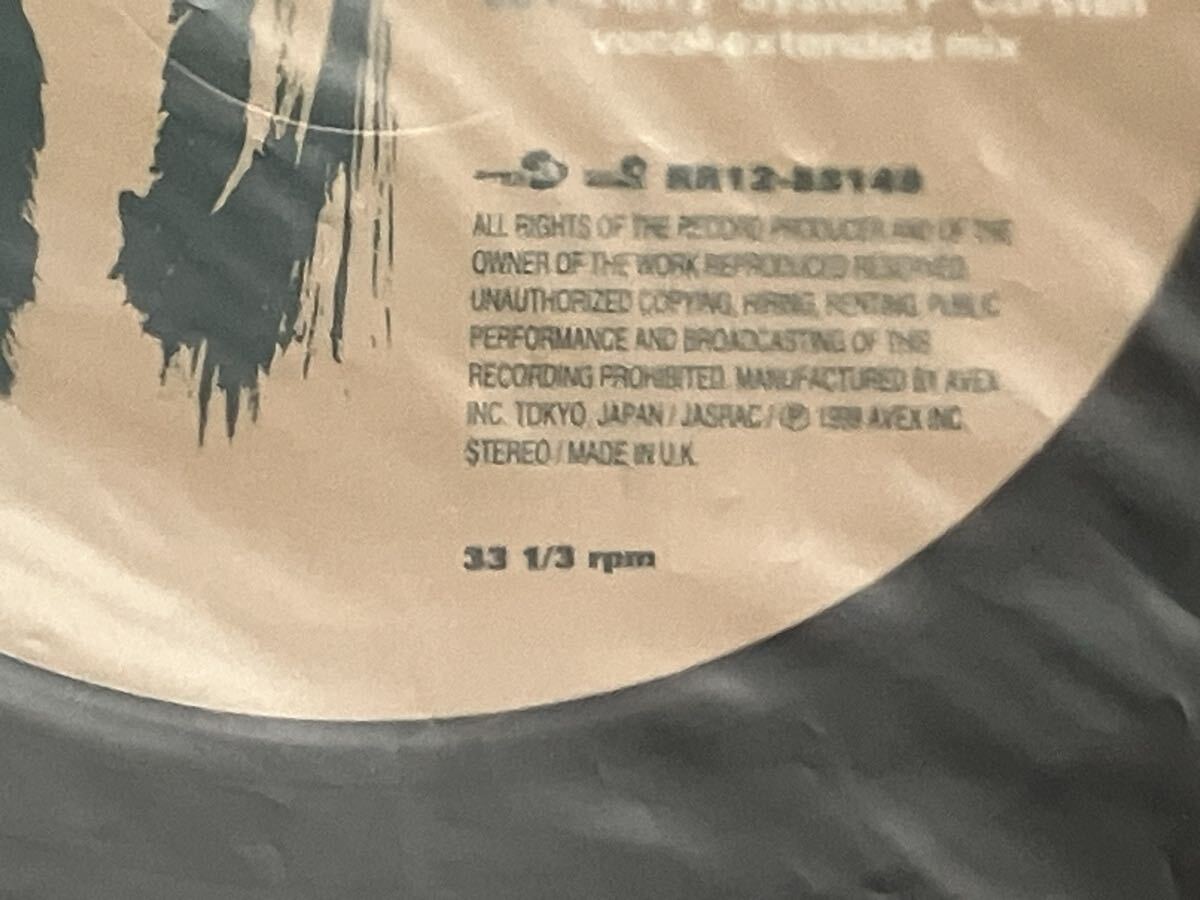 vocal extended mix
RR12-88148
ALL RIGHTS OF THE RECORD PRODUCER AND OF THE
OWNER OF THE WORK REPRODUCED RESERVED.
UNAUTHORIZED COPYING, HIRING, RENTING, PUBLIC
PERFORMANCE AND BROADCASTING OF THIS
RECORDING PROHIBITED. MANUFACTURED BY AVEX
INC. TOKYO, JAPAN / JASRAC / Ⓟ AVEX INC.
STEREO / MADE IN U.K.
33 1/3 rpm